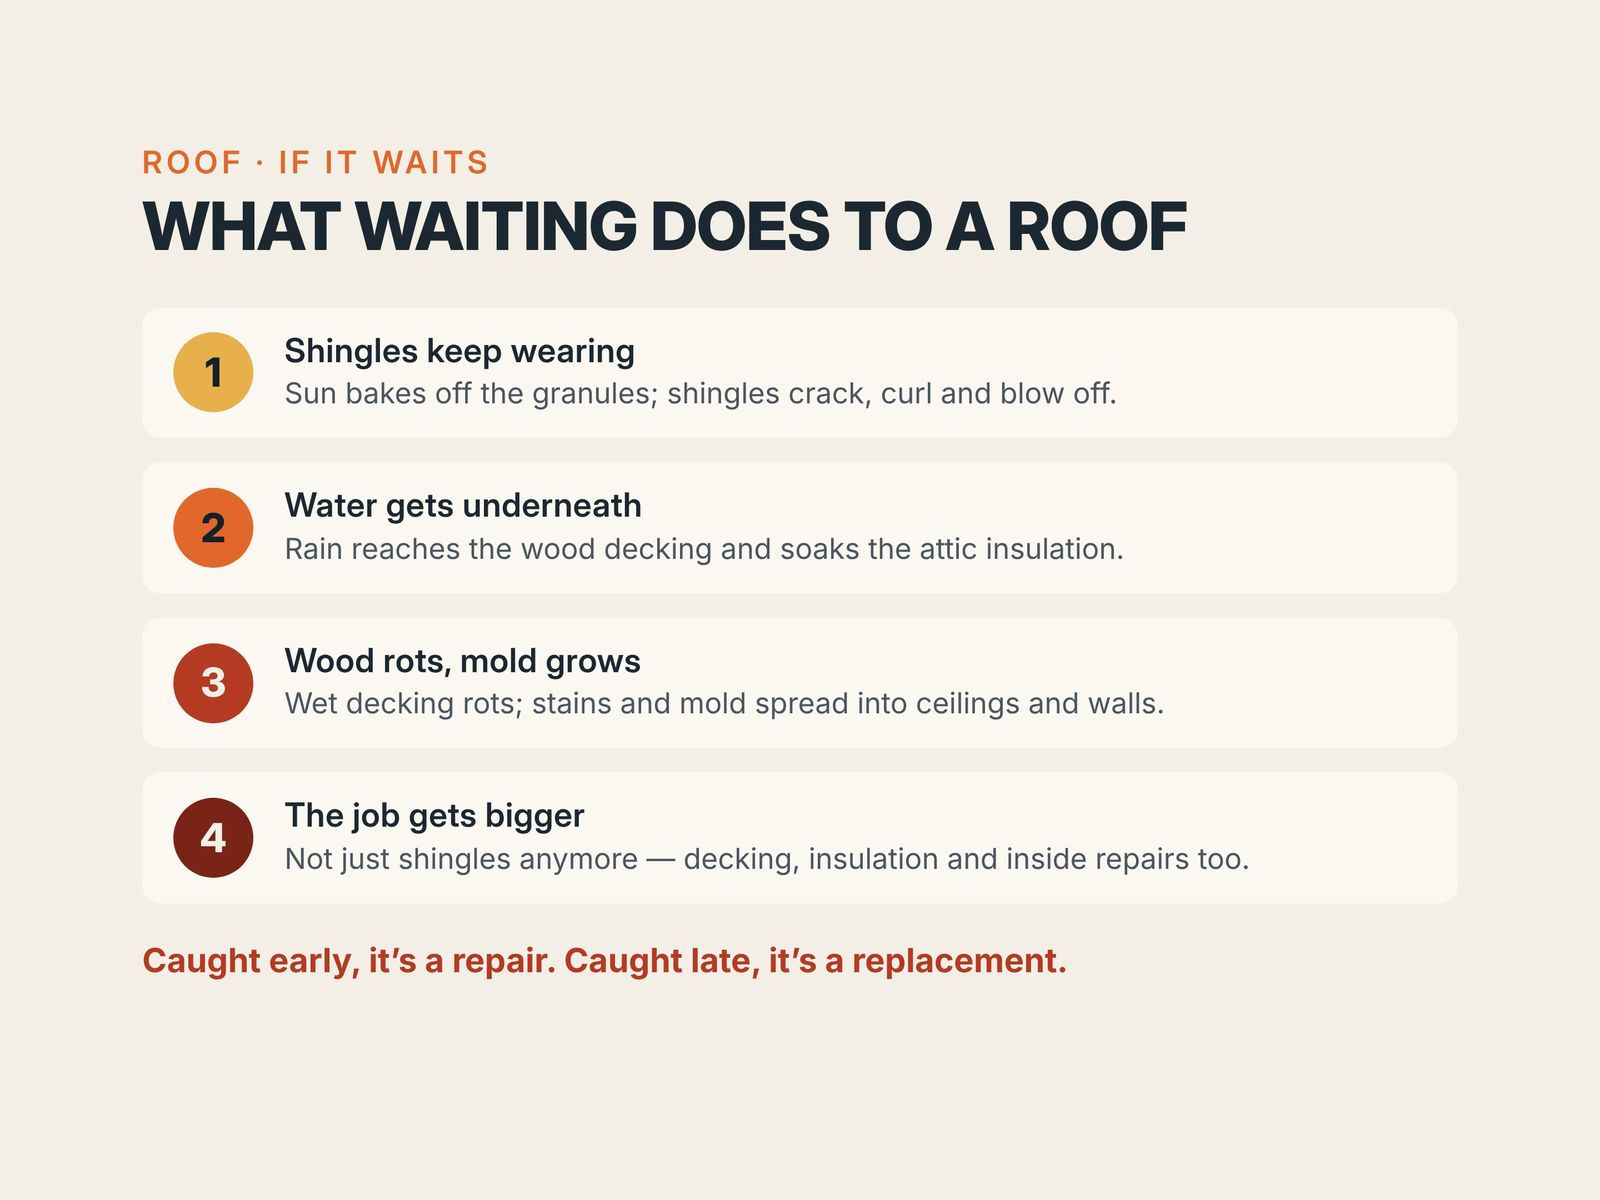 ROOF · IF IT WAITS
WHAT WAITING DOES TO A ROOF
1
Shingles keep wearing
Sun bakes off the granules; shingles crack, curl and blow off.
2
Water gets underneath
Rain reaches the wood decking and soaks the attic insulation.
3
Wood rots, mold grows
Wet decking rots; stains and mold spread into ceilings and walls.
4
The job gets bigger
Not just shingles anymore — decking, insulation and inside repairs too.
Caught early, it’s a repair. Caught late, it’s a replacement.